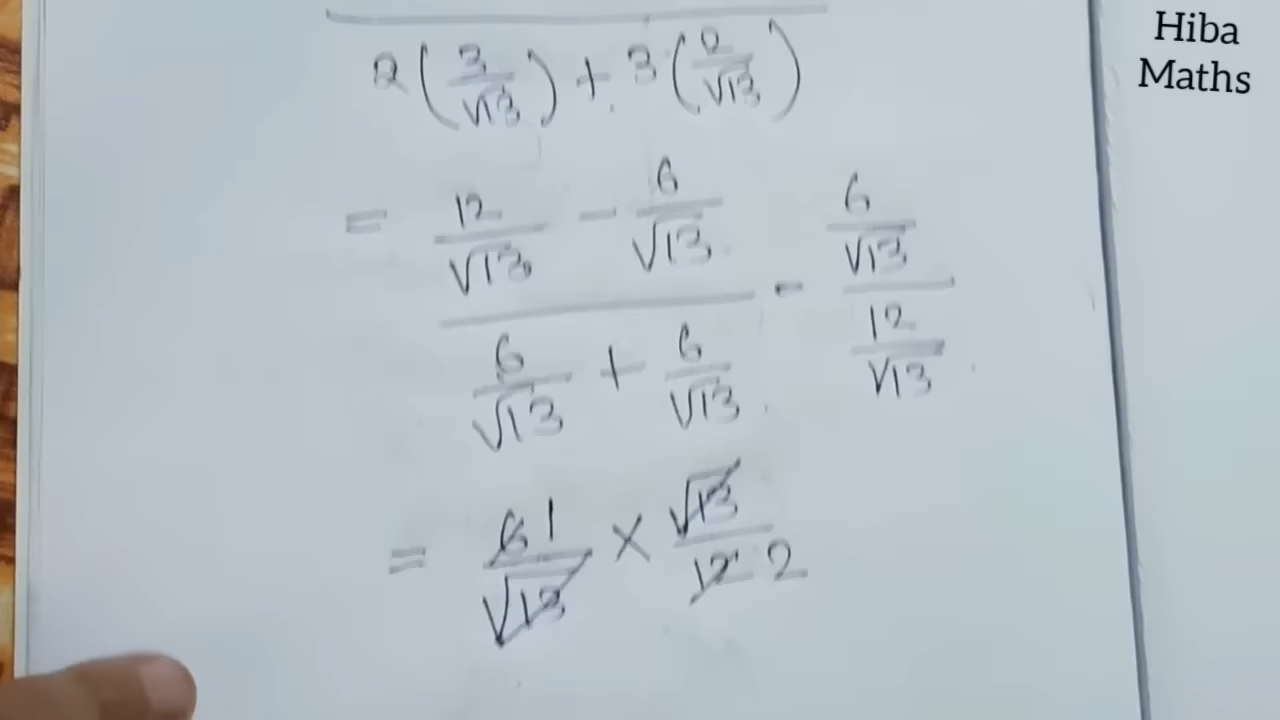 Hiba
Maths
2(3/√13) + 3(2/√13)
= (12/√13 - 6/√13)/(6/√13 + 6/√13) = (6/√13)/(12/√13)
= 6 1/√13 × √13/12 2